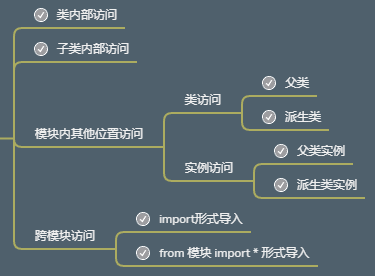 类内部访问
子类内部访问
模块内其他位置访问
类访问
父类
派生类
实例访问
父类实例
派生类实例
跨模块访问
import形式导入
from 模块 import * 形式导入